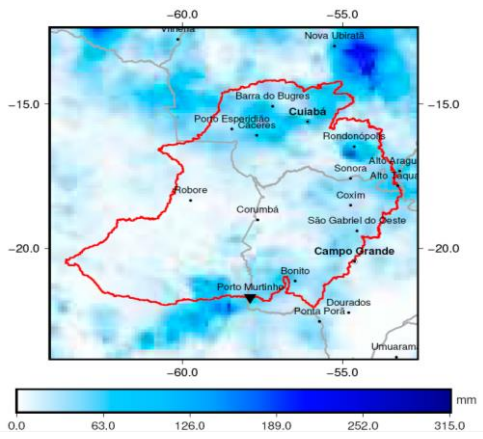 -60.0 -55.0
Vilhena
Nova Ubiratã
-15.0 -15.0
Barra do Bugres
Cuiabá
Porto Esperidião
Cáceres
Rondonópolis
Alto Aragu
Sonora
Alto Taqua
Robore
Coxim
Corumbá
São Gabriel do Oeste
-20.0 -20.0
Campo Grande
Bonito
Porto Murtinho
Dourados
Ponta Porã
Umuaram
-60.0 -55.0
mm
0.0 63.0 126.0 189.0 252.0 315.0